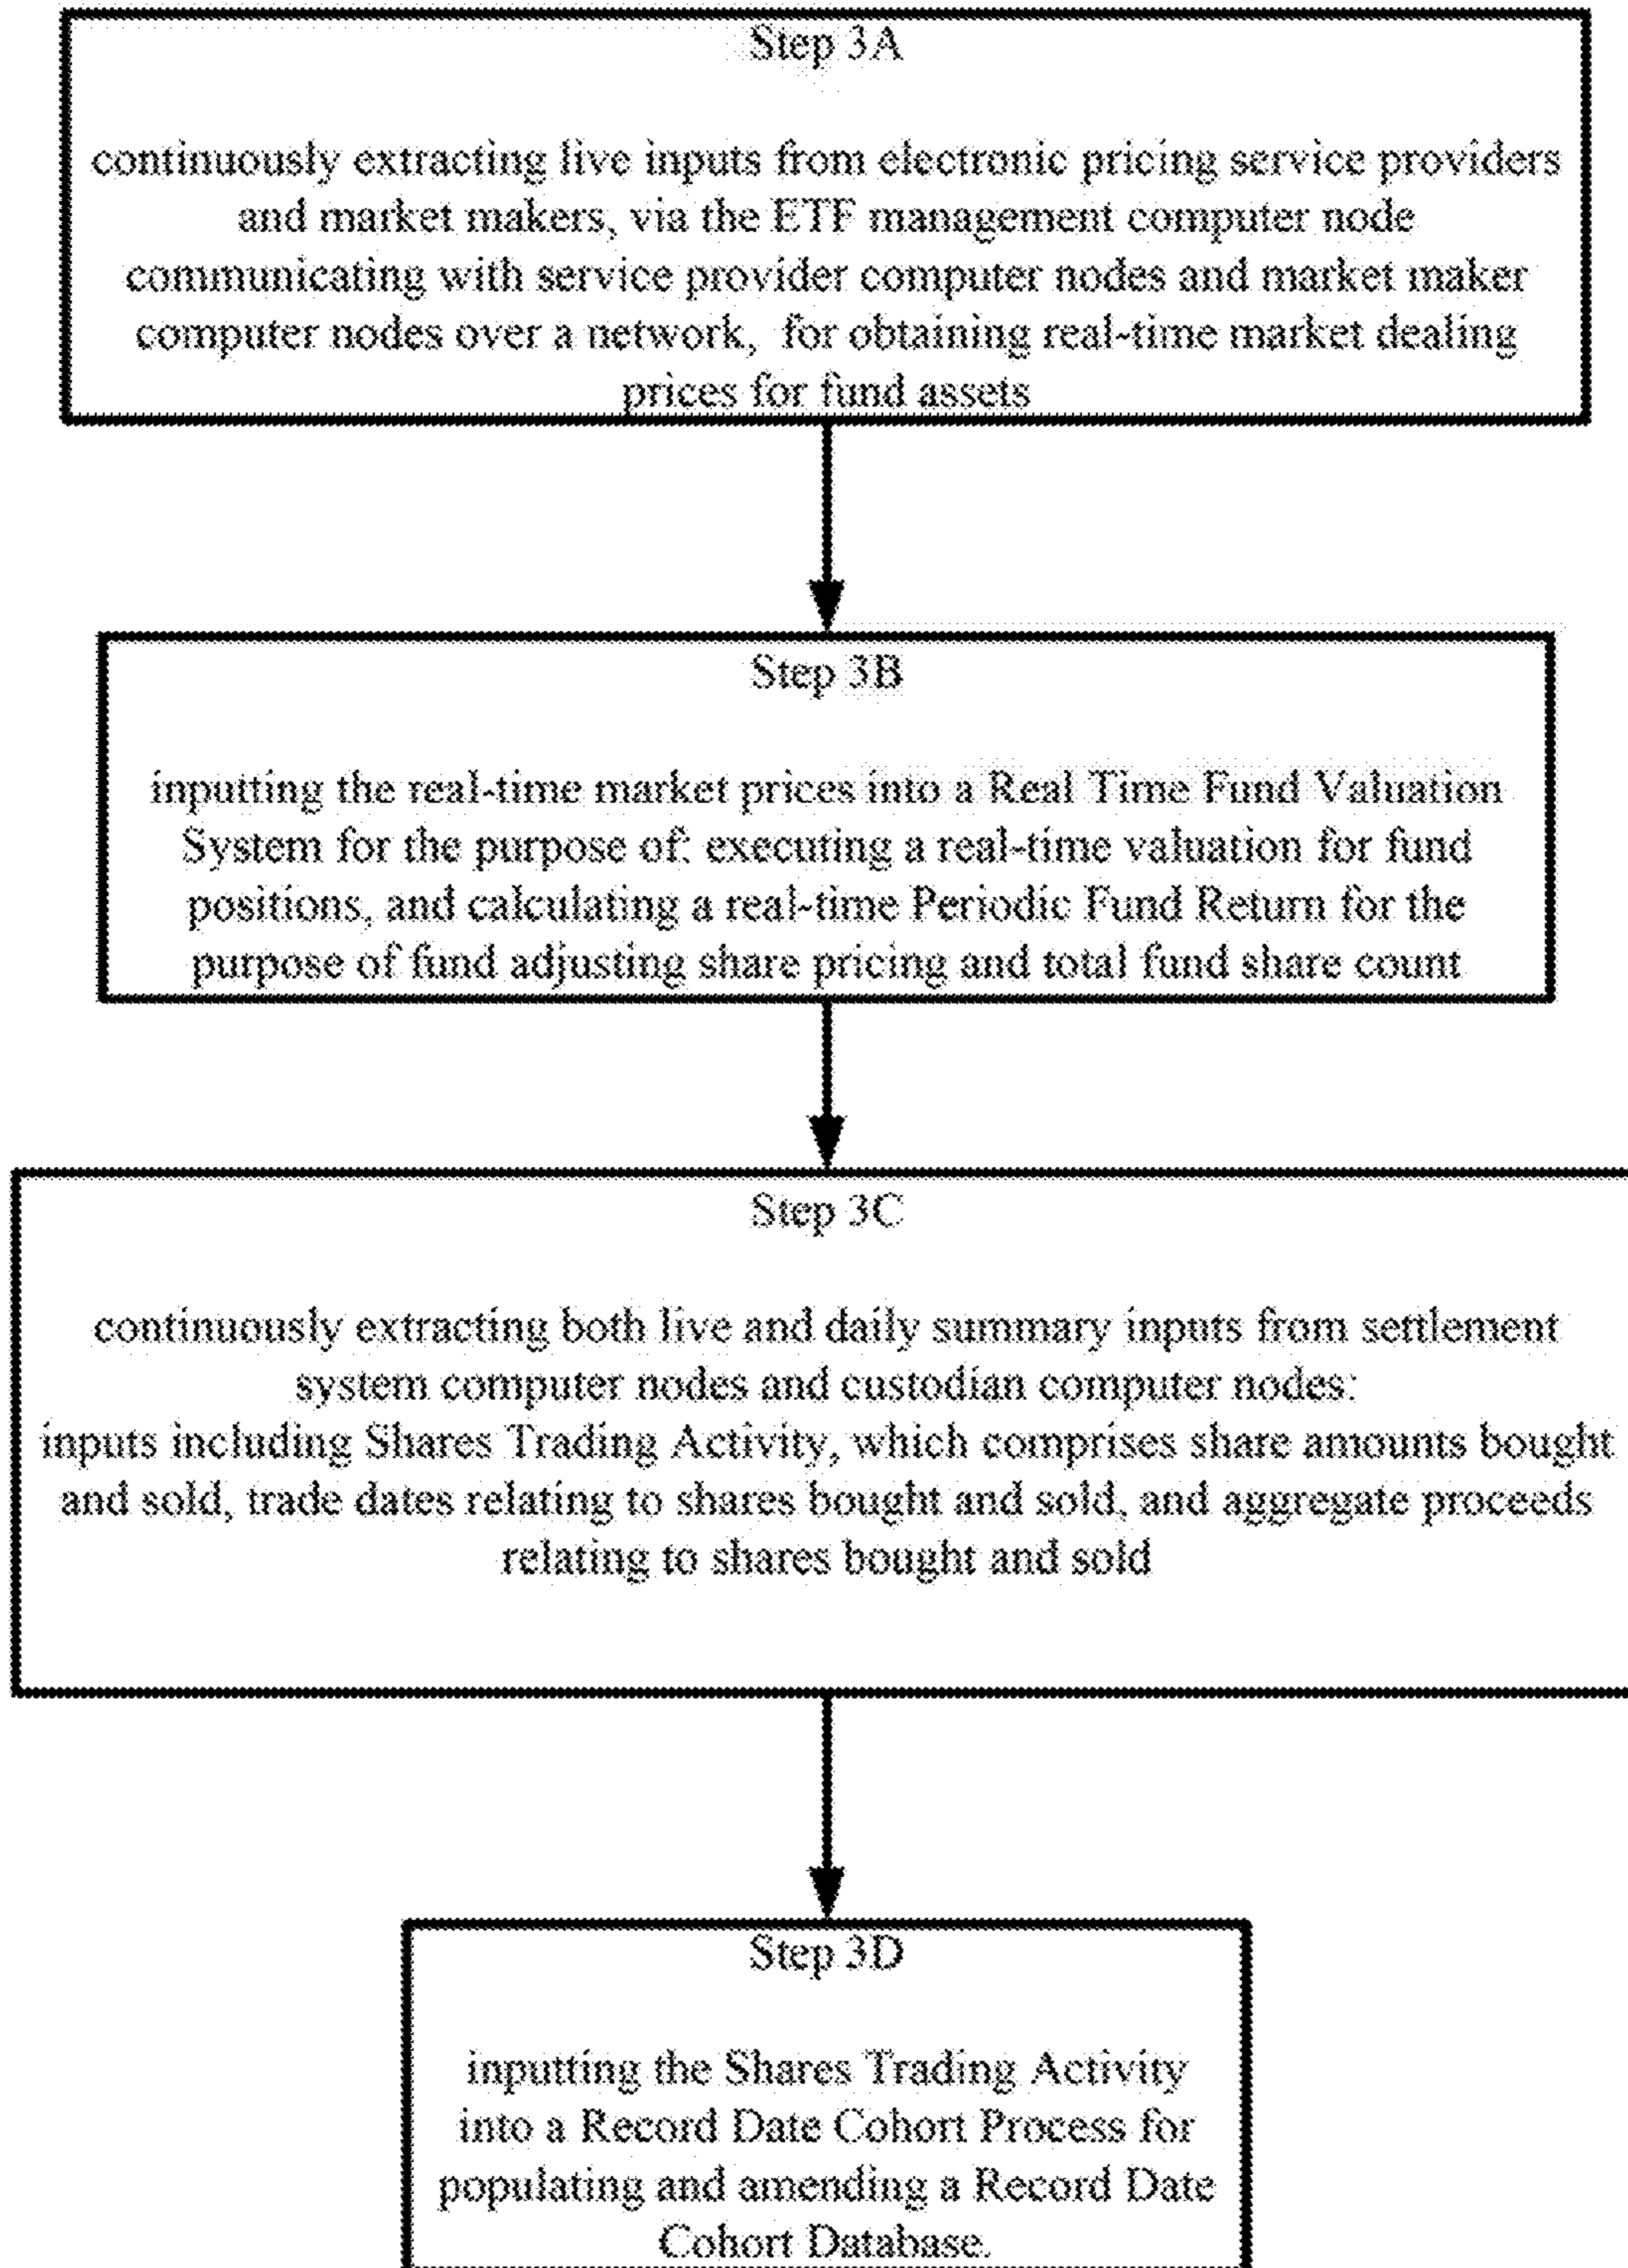 Step 3A
continuously extracting live inputs from electronic pricing service providers
and market makers, via the ETF management computer node
communicating with service provider computer nodes and market maker
computer nodes over a network, for obtaining real-time market dealing
prices for fund assets
Step 3B
inputting the real-time market prices into a Real Time Fund Valuation
System for the purpose of: executing a real-time valuation for fund
positions, and calculating a real-time Periodic Fund Return for the
purpose of fund adjusting share pricing and total fund share count
Step 3C
continuously extracting both live and daily summary inputs from settlement
system computer nodes and custodian computer nodes:
inputs including Shares Trading Activity, which comprises share amounts bought
and sold, trade dates relating to shares bought and sold, and aggregate proceeds
relating to shares bought and sold
Step 3D
inputting the Shares Trading Activity
into a Record Date Cohort Process for
populating and amending a Record Date
Cohort Database.